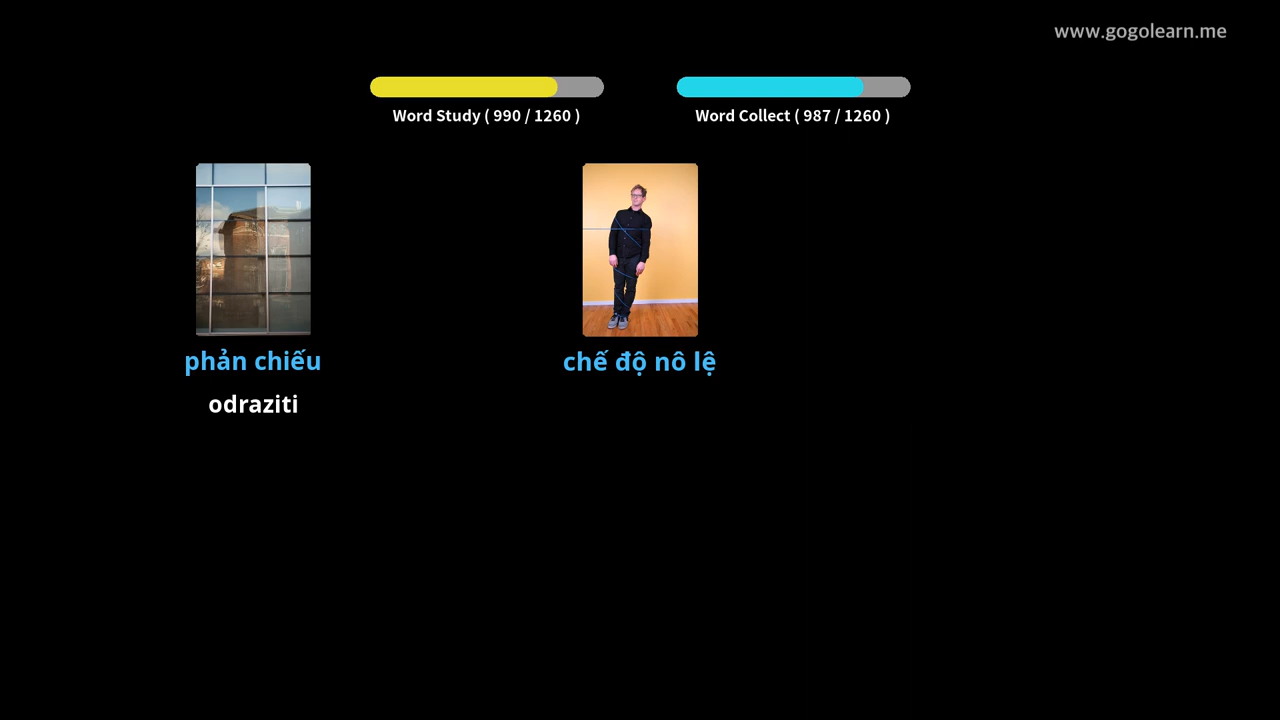 www.gogolearn.me
Word Study ( 990 / 1260 )
Word Collect ( 987 / 1260 )
phản chiếu
chế độ nô lệ
odraziti